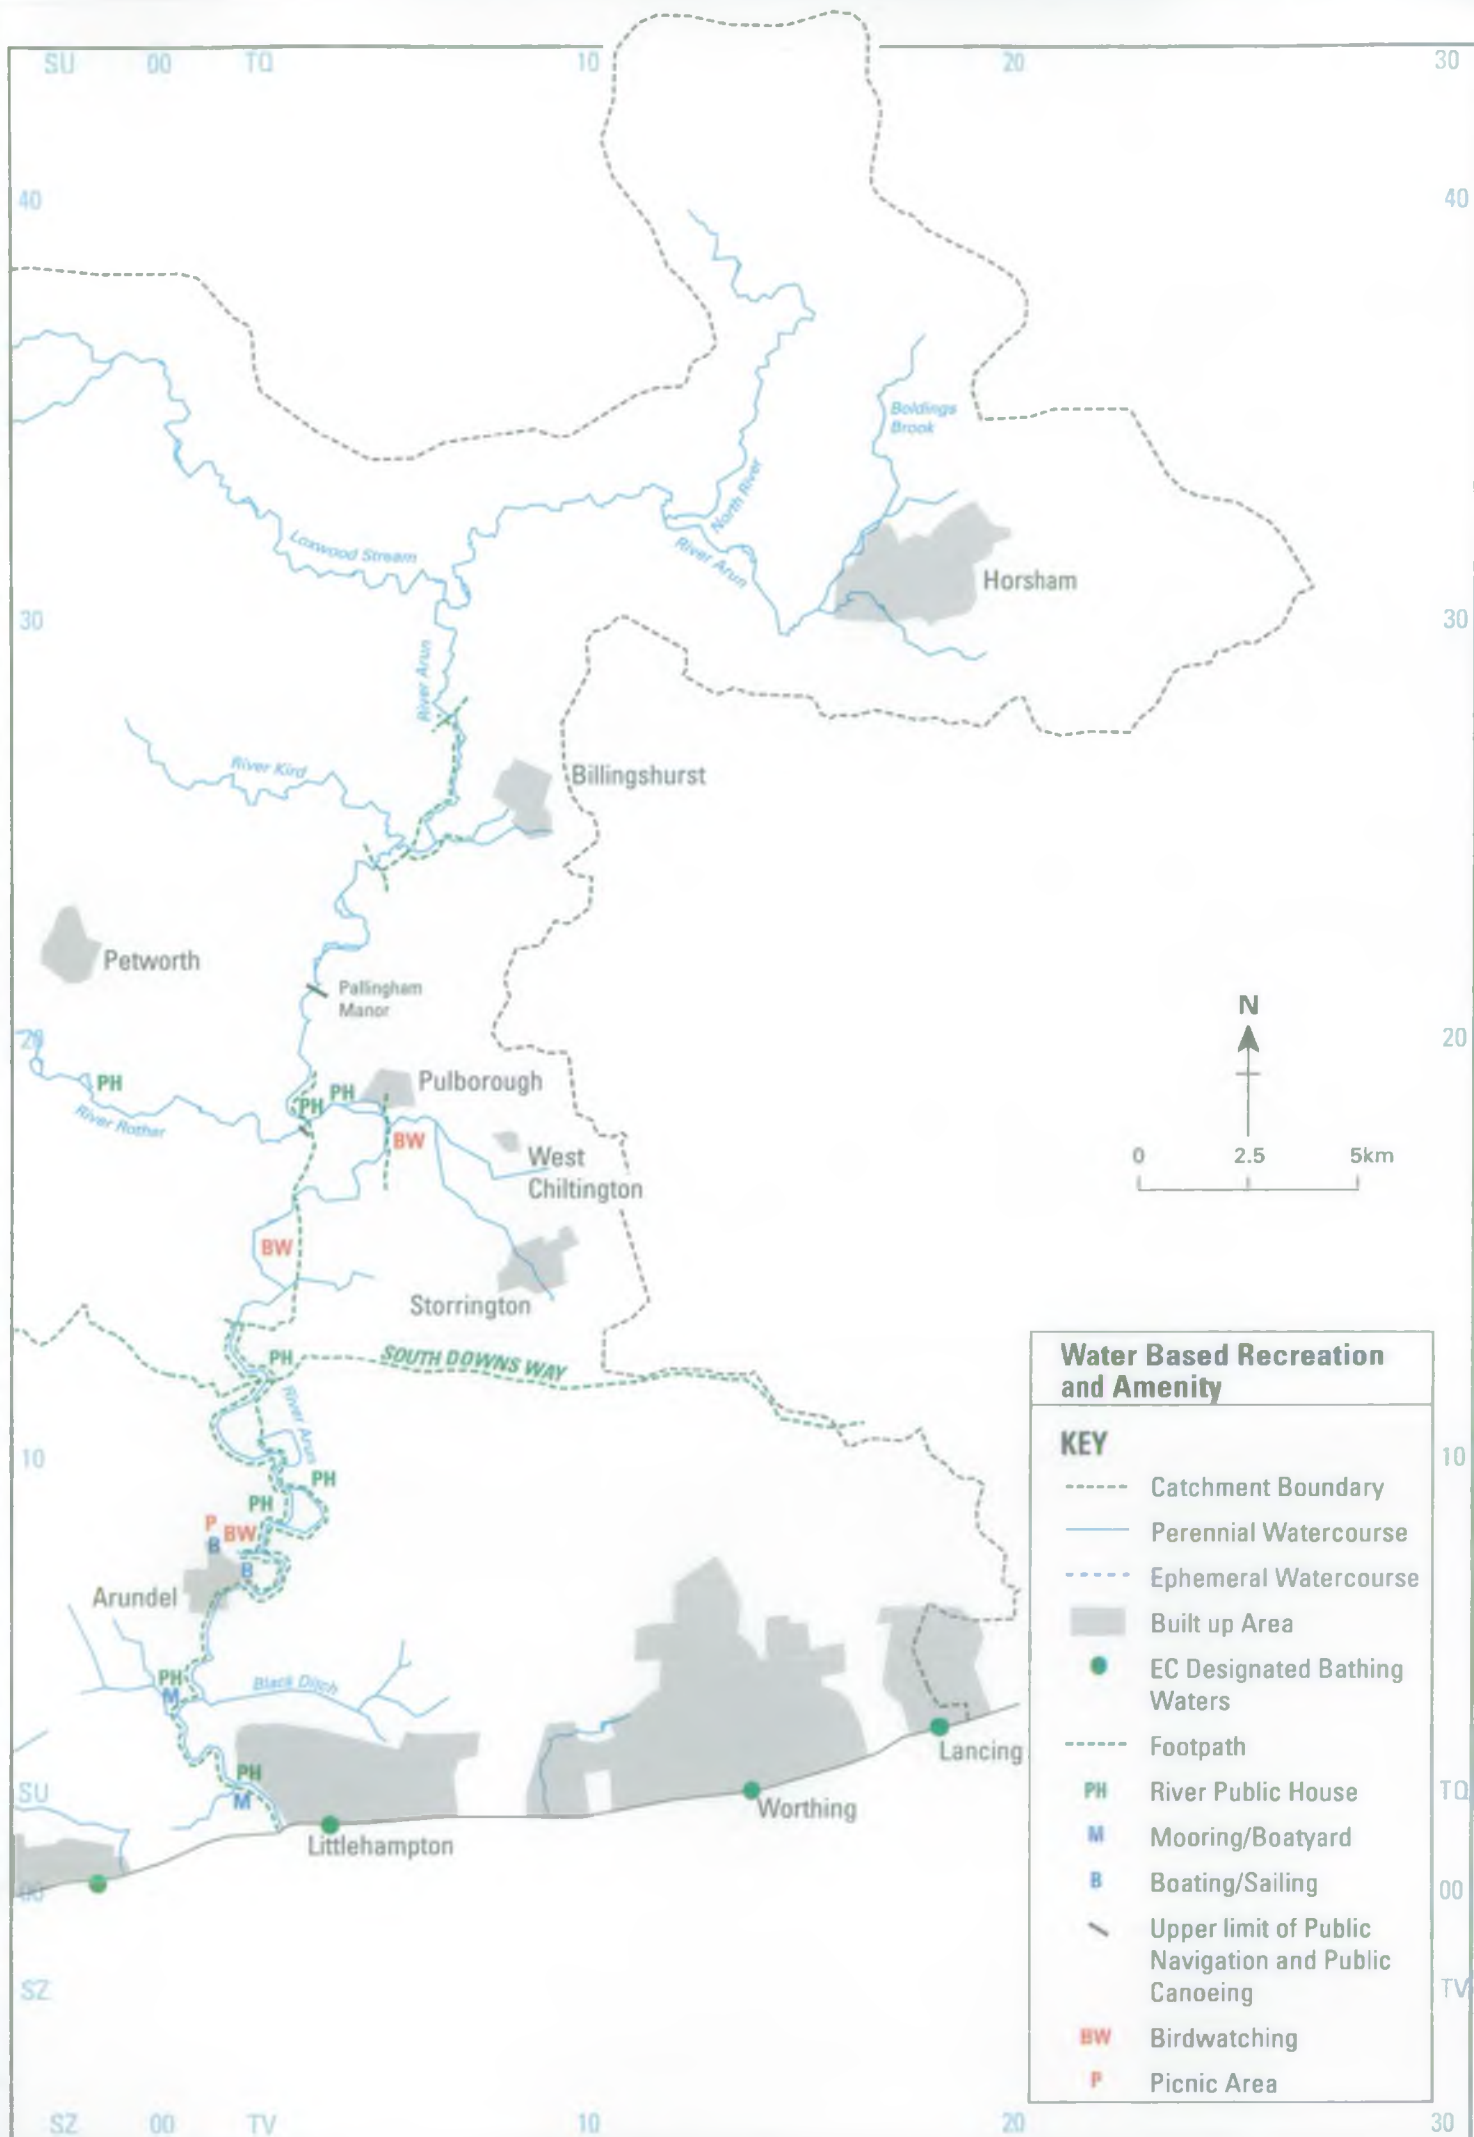 SU 00 TQ 10 20 30
40 40
Boldings
Brook
North River
Loxwood Stream
River Arun
Horsham
30 30
River Arun
River Kird
Billingshurst
Petworth
Pallingham
Manor
N
20 20
PH
Pulborough
PH
PH
River Rother
BW
West
Chiltington
0 2.5 5km
BW
Storrington
PH
SOUTH DOWNS WAY
River Arun
10 10
PH
PH
P
BW
B
B
Arundel
PH
M
Black Ditch
Lancing
PH
SU TQ
M
Worthing
Littlehampton
00 00
SZ TV
SZ 00 TV 10 20 30
Water Based Recreation
and Amenity
KEY
Catchment Boundary
Perennial Watercourse
Ephemeral Watercourse
Built up Area
EC Designated Bathing
Waters
Footpath
PH River Public House
M Mooring/Boatyard
B Boating/Sailing
Upper limit of Public
Navigation and Public
Canoeing
BW Birdwatching
P Picnic Area